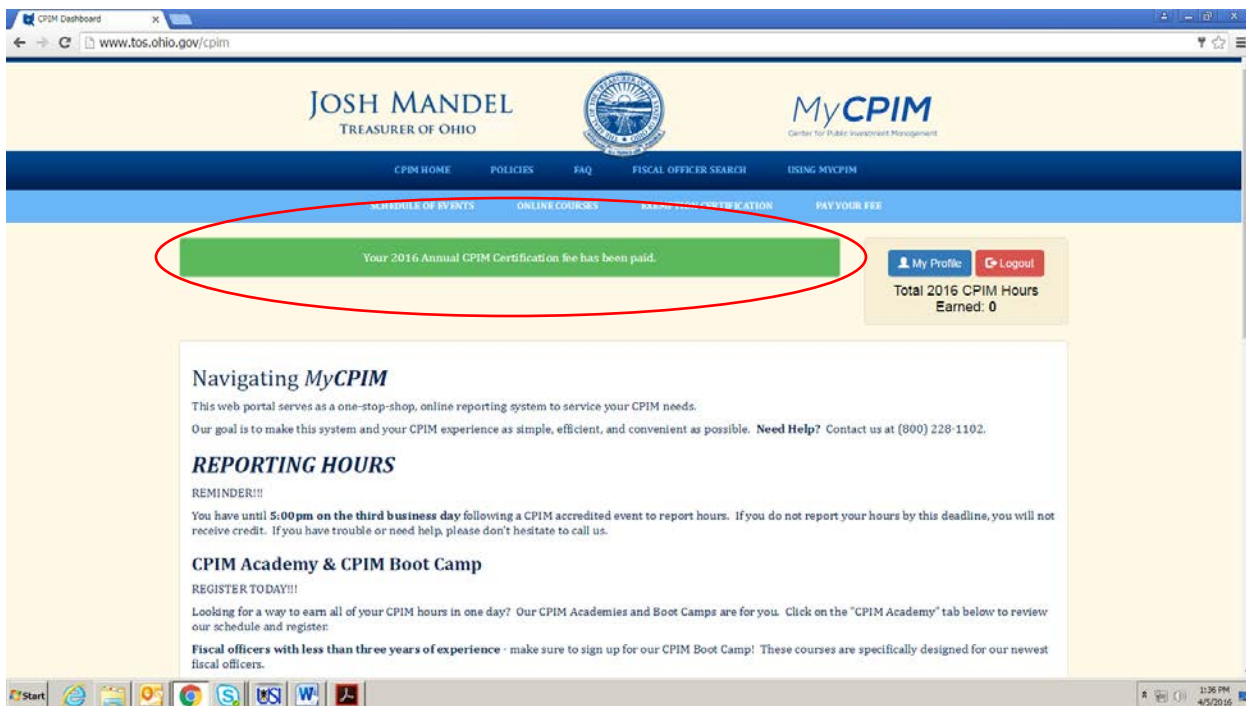 CPIM Dashboard
www.tos.ohio.gov/cpim
JOSH MANDEL
TREASURER OF OHIO
MyCPIM
Center for Public Investment Management
CPIM HOME POLICIES FAQ FISCAL OFFICER SEARCH USING MYCPIM
SCHEDULE OF EVENTS ONLINE COURSES EXEMPTION CERTIFICATION PAY YOUR FEE
Your 2016 Annual CPIM Certification fee has been paid.
My Profile Logout
Total 2016 CPIM Hours
Earned: 0
Navigating MyCPIM
This web portal serves as a one-stop-shop, online reporting system to service your CPIM needs.
Our goal is to make this system and your CPIM experience as simple, efficient, and convenient as possible. Need Help? Contact us at (800) 228-1102.
REPORTING HOURS
REMINDER!!!
You have until 5:00pm on the third business day following a CPIM accredited event to report hours. If you do not report your hours by this deadline, you will not
receive credit. If you have trouble or need help, please don't hesitate to call us.
CPIM Academy & CPIM Boot Camp
REGISTER TODAY!!!
Looking for a way to earn all of your CPIM hours in one day? Our CPIM Academies and Boot Camps are for you. Click on the "CPIM Academy" tab below to review
our schedule and register.
Fiscal officers with less than three years of experience - make sure to sign up for our CPIM Boot Camp! These courses are specifically designed for our newest
fiscal officers.
Start
1:36 PM
4/5/2016